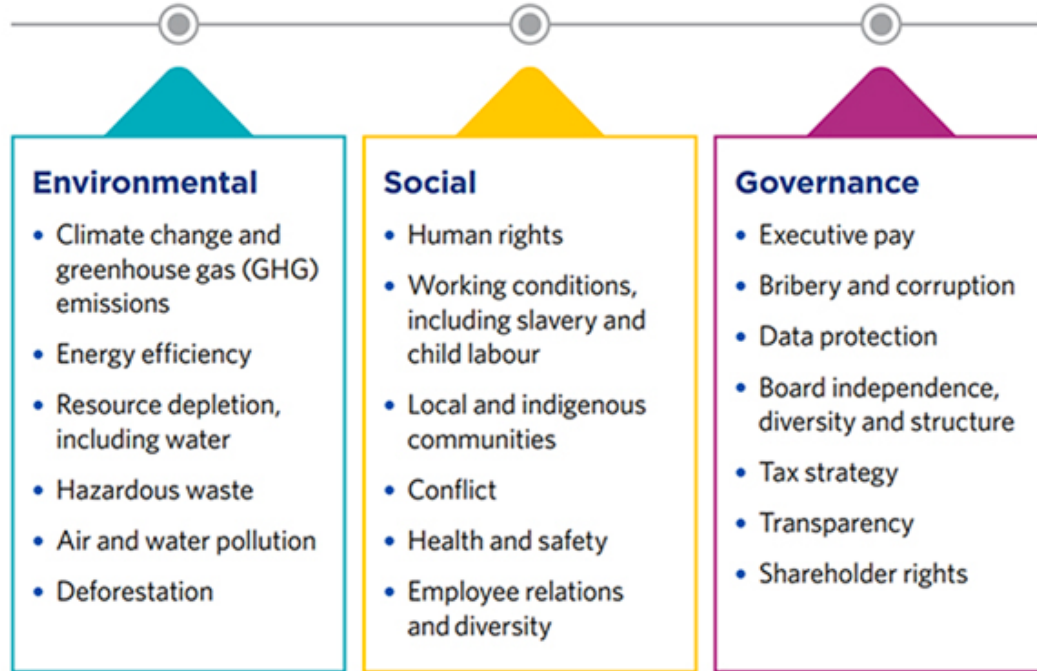 Environmental
• Climate change and
greenhouse gas (GHG)
emissions
• Energy efficiency
• Resource depletion,
including water
• Hazardous waste
• Air and water pollution
• Deforestation
Social
• Human rights
• Working conditions,
including slavery and
child labour
• Local and indigenous
communities
• Conflict
• Health and safety
• Employee relations
and diversity
Governance
• Executive pay
• Bribery and corruption
• Data protection
• Board independence,
diversity and structure
• Tax strategy
• Transparency
• Shareholder rights